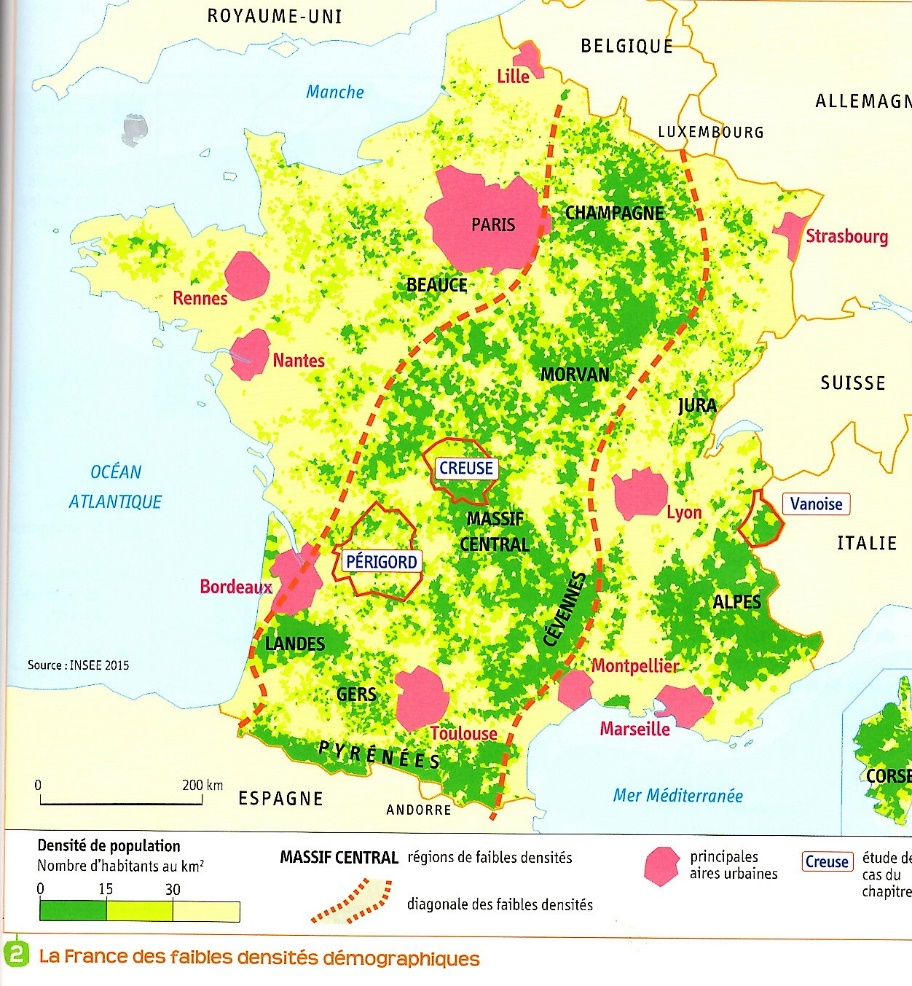 ROYAUME-UNI
BELGIQUE
Lille
Manche
ALLEMAGN
LUXEMBOURG
CHAMPAGNE
PARIS
Strasbourg
BEAUCE
Rennes
Nantes
MORVAN
SUISSE
JURA
OCÉAN
ATLANTIQUE
CREUSE
Vanoise
Lyon
MASSIF
CENTRAL
ITALIE
PÉRIGORD
Bordeaux
CÉVENNES
ALPES
LANDES
Source : INSEE 2015
Montpellier
GERS
Marseille
Toulouse
PYRÉNÉES
CORSE
0 200 km
ESPAGNE
ANDORRE
Mer Méditerranée
Densité de population
Nombre d'habitants au km²
0 15 30
MASSIF CENTRAL régions de faibles densités
diagonale des faibles densités
principales
aires urbaines
Creuse
étude de
cas du
chapitre
2 La France des faibles densités démographiques